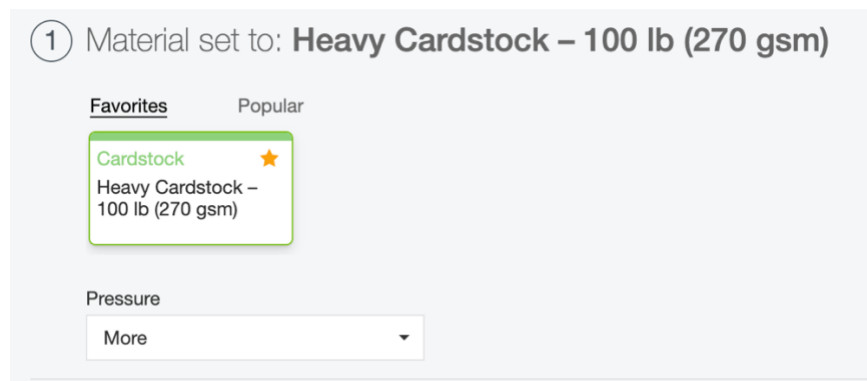 1 Material set to: Heavy Cardstock – 100 lb (270 gsm)
Favorites Popular
Cardstock
Heavy Cardstock –
100 lb (270 gsm)
Pressure
More